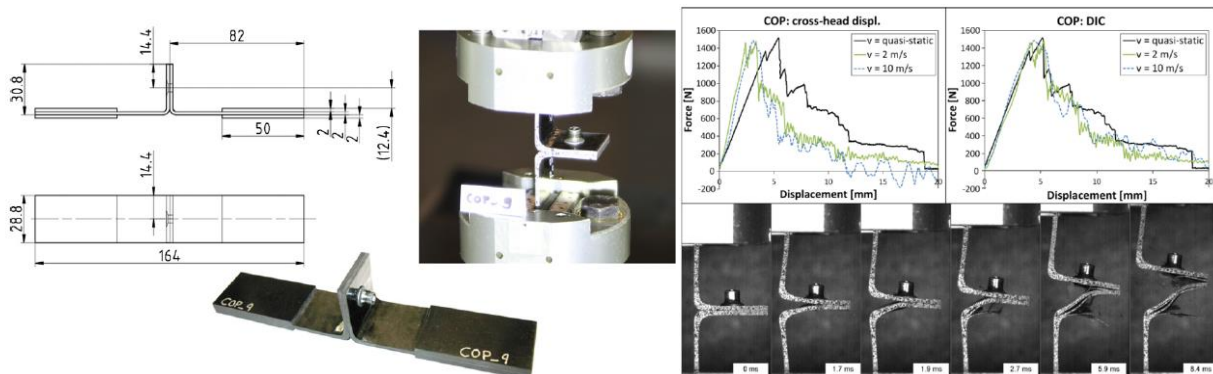 82
14.4
30.8
50
2
2
2
(12.4)
14.4
28.8
164
COP_9
COP_9
COP_9
COP: cross-head displ.
v = quasi-static
v = 2 m/s
v = 10 m/s
Force [N]
1600
1400
1200
1000
800
600
400
200
0
-200
0
5
10
15
20
Displacement [mm]
COP: DIC
v = quasi-static
v = 2 m/s
v = 10 m/s
Force [N]
1600
1400
1200
1000
800
600
400
200
0
-200
0
5
10
15
20
Displacement [mm]
0 ms
1.7 ms
1.9 ms
2.7 ms
5.9 ms
8.4 ms